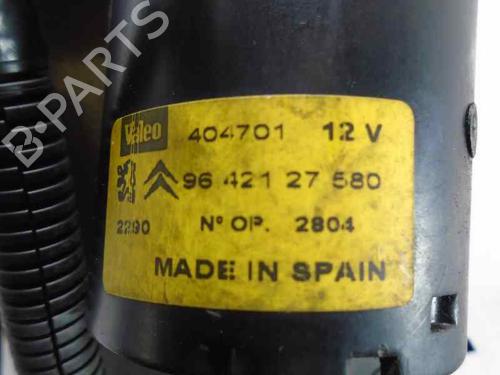 Valeo 404701 12 V
96 421 27 580
2290 Nº OP. 2804
MADE IN SPAIN
B PARTS